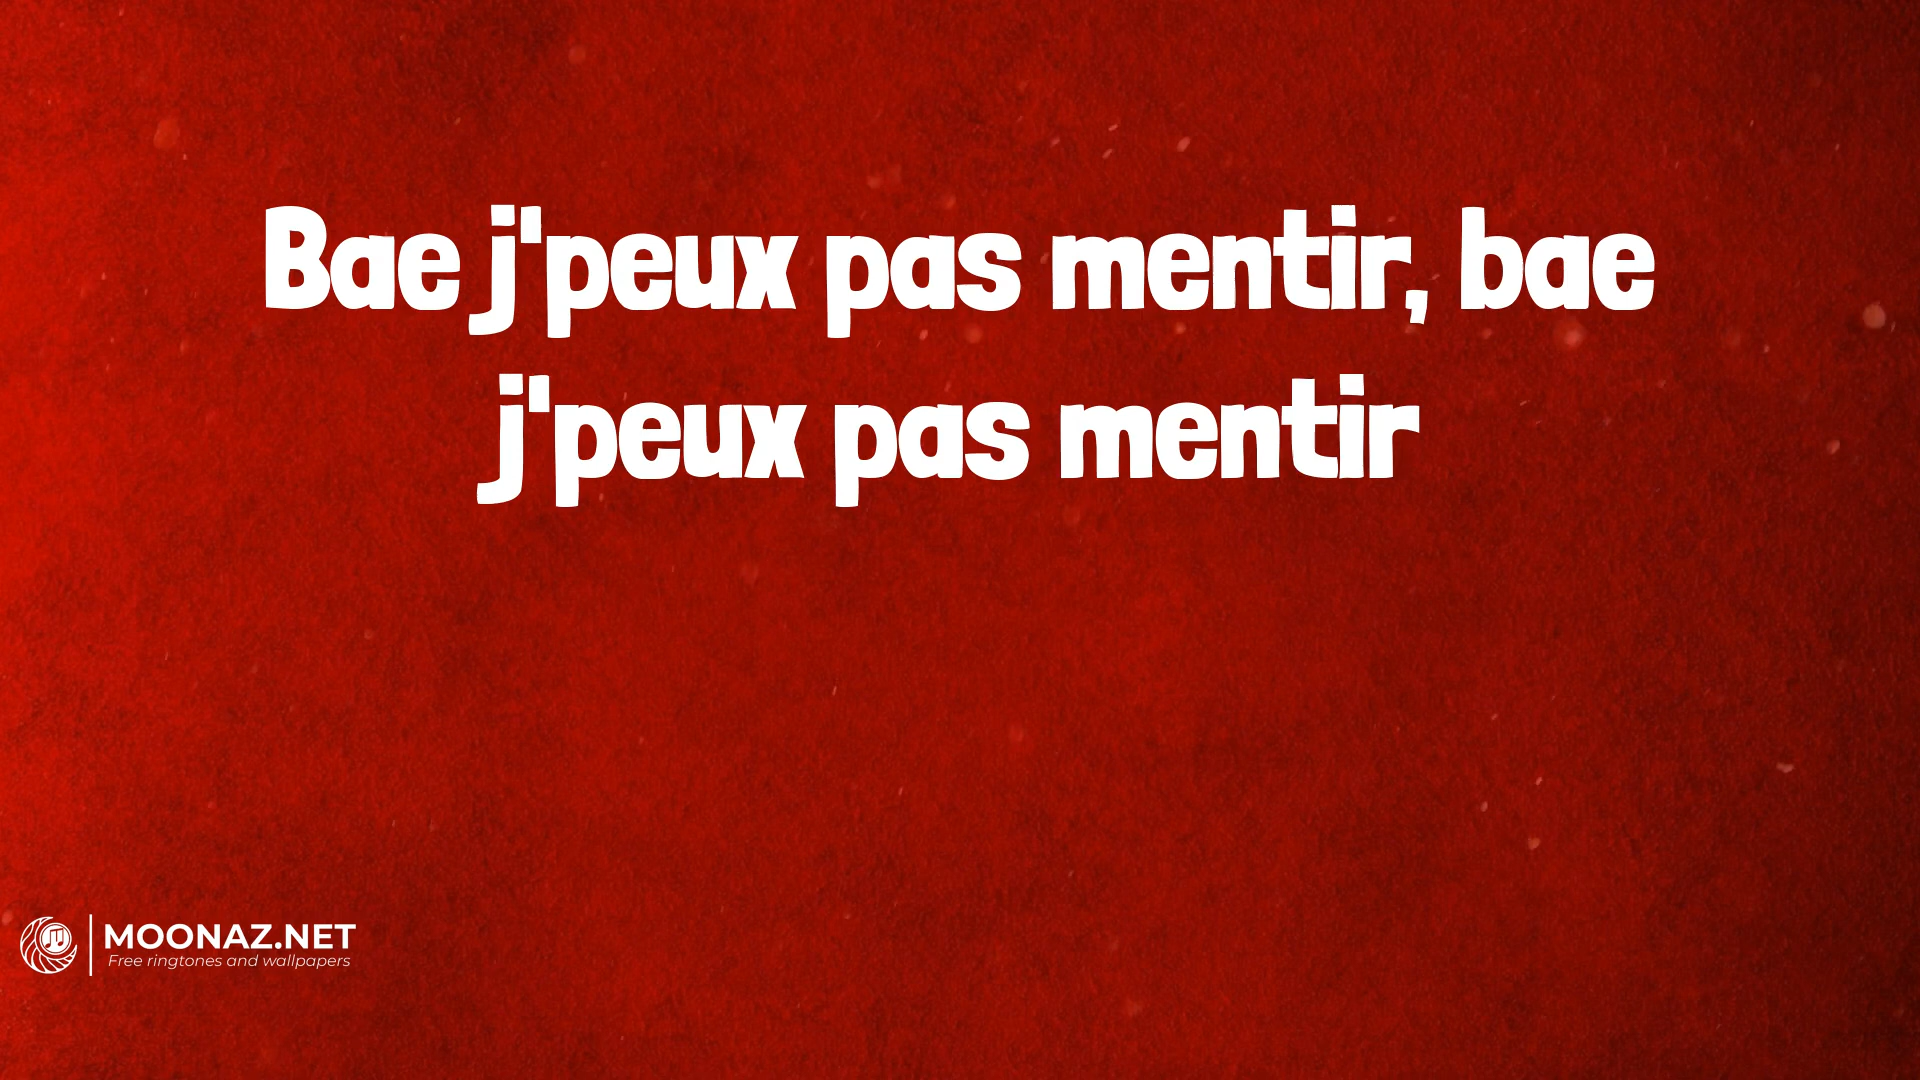 Bae j'peux pas mentir, bae
j'peux pas mentir
MOONAZ.NET
Free ringtones and wallpapers